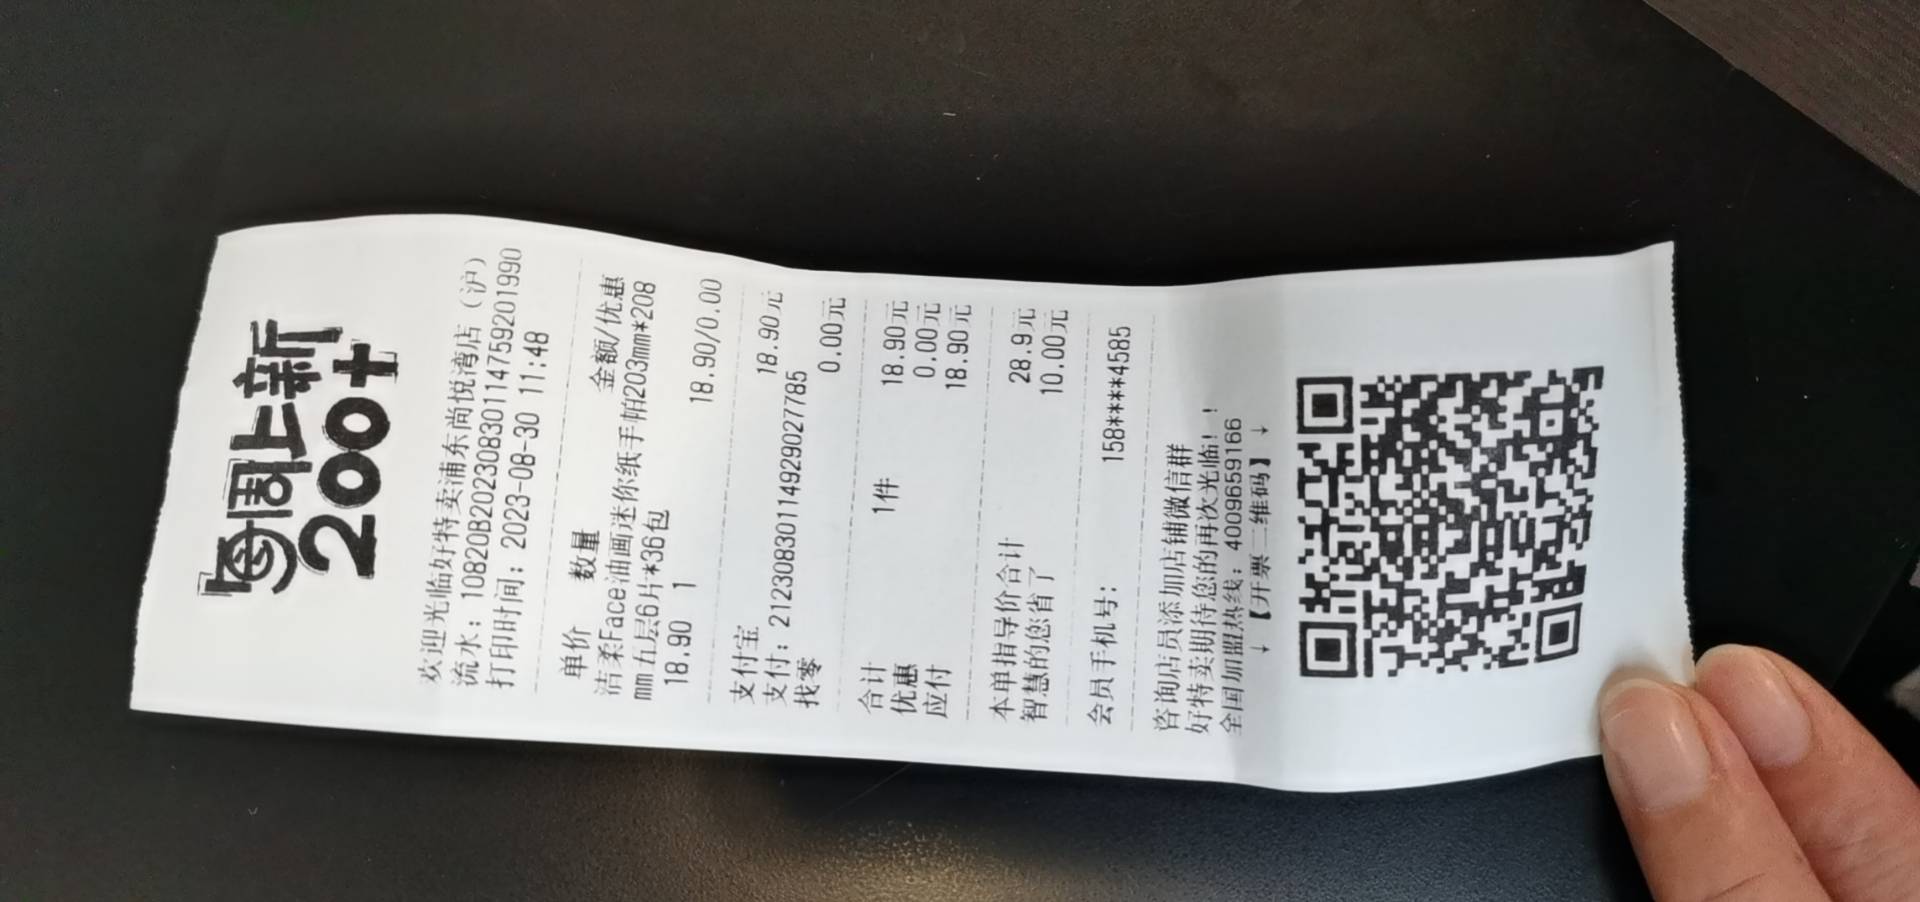 每周上新
200+
欢迎光临好特卖浦东尚悦湾店（沪）
流水：10820B2023083011475920１990
打印时间：2023-08-30 11:48
单价 数量 金额/优惠
洁柔Face油画迷你纸手帕203mm*208
mm五层6片*36包
18.90 1 18.90/0.00
支付宝 18.90元
支付：2123083011492902778５
找零 0.00元
合计 1件 18.90元
优惠 0.00元
应付 18.90元
本单指导价合计 28.9元
智慧的您省了 10.00元
会员手机号： 158****4585
咨询店员添加店铺微信群
好特卖期待您的再次光临！！
全国加盟热线：4009659166
↓ ↓【开票二维码】↓